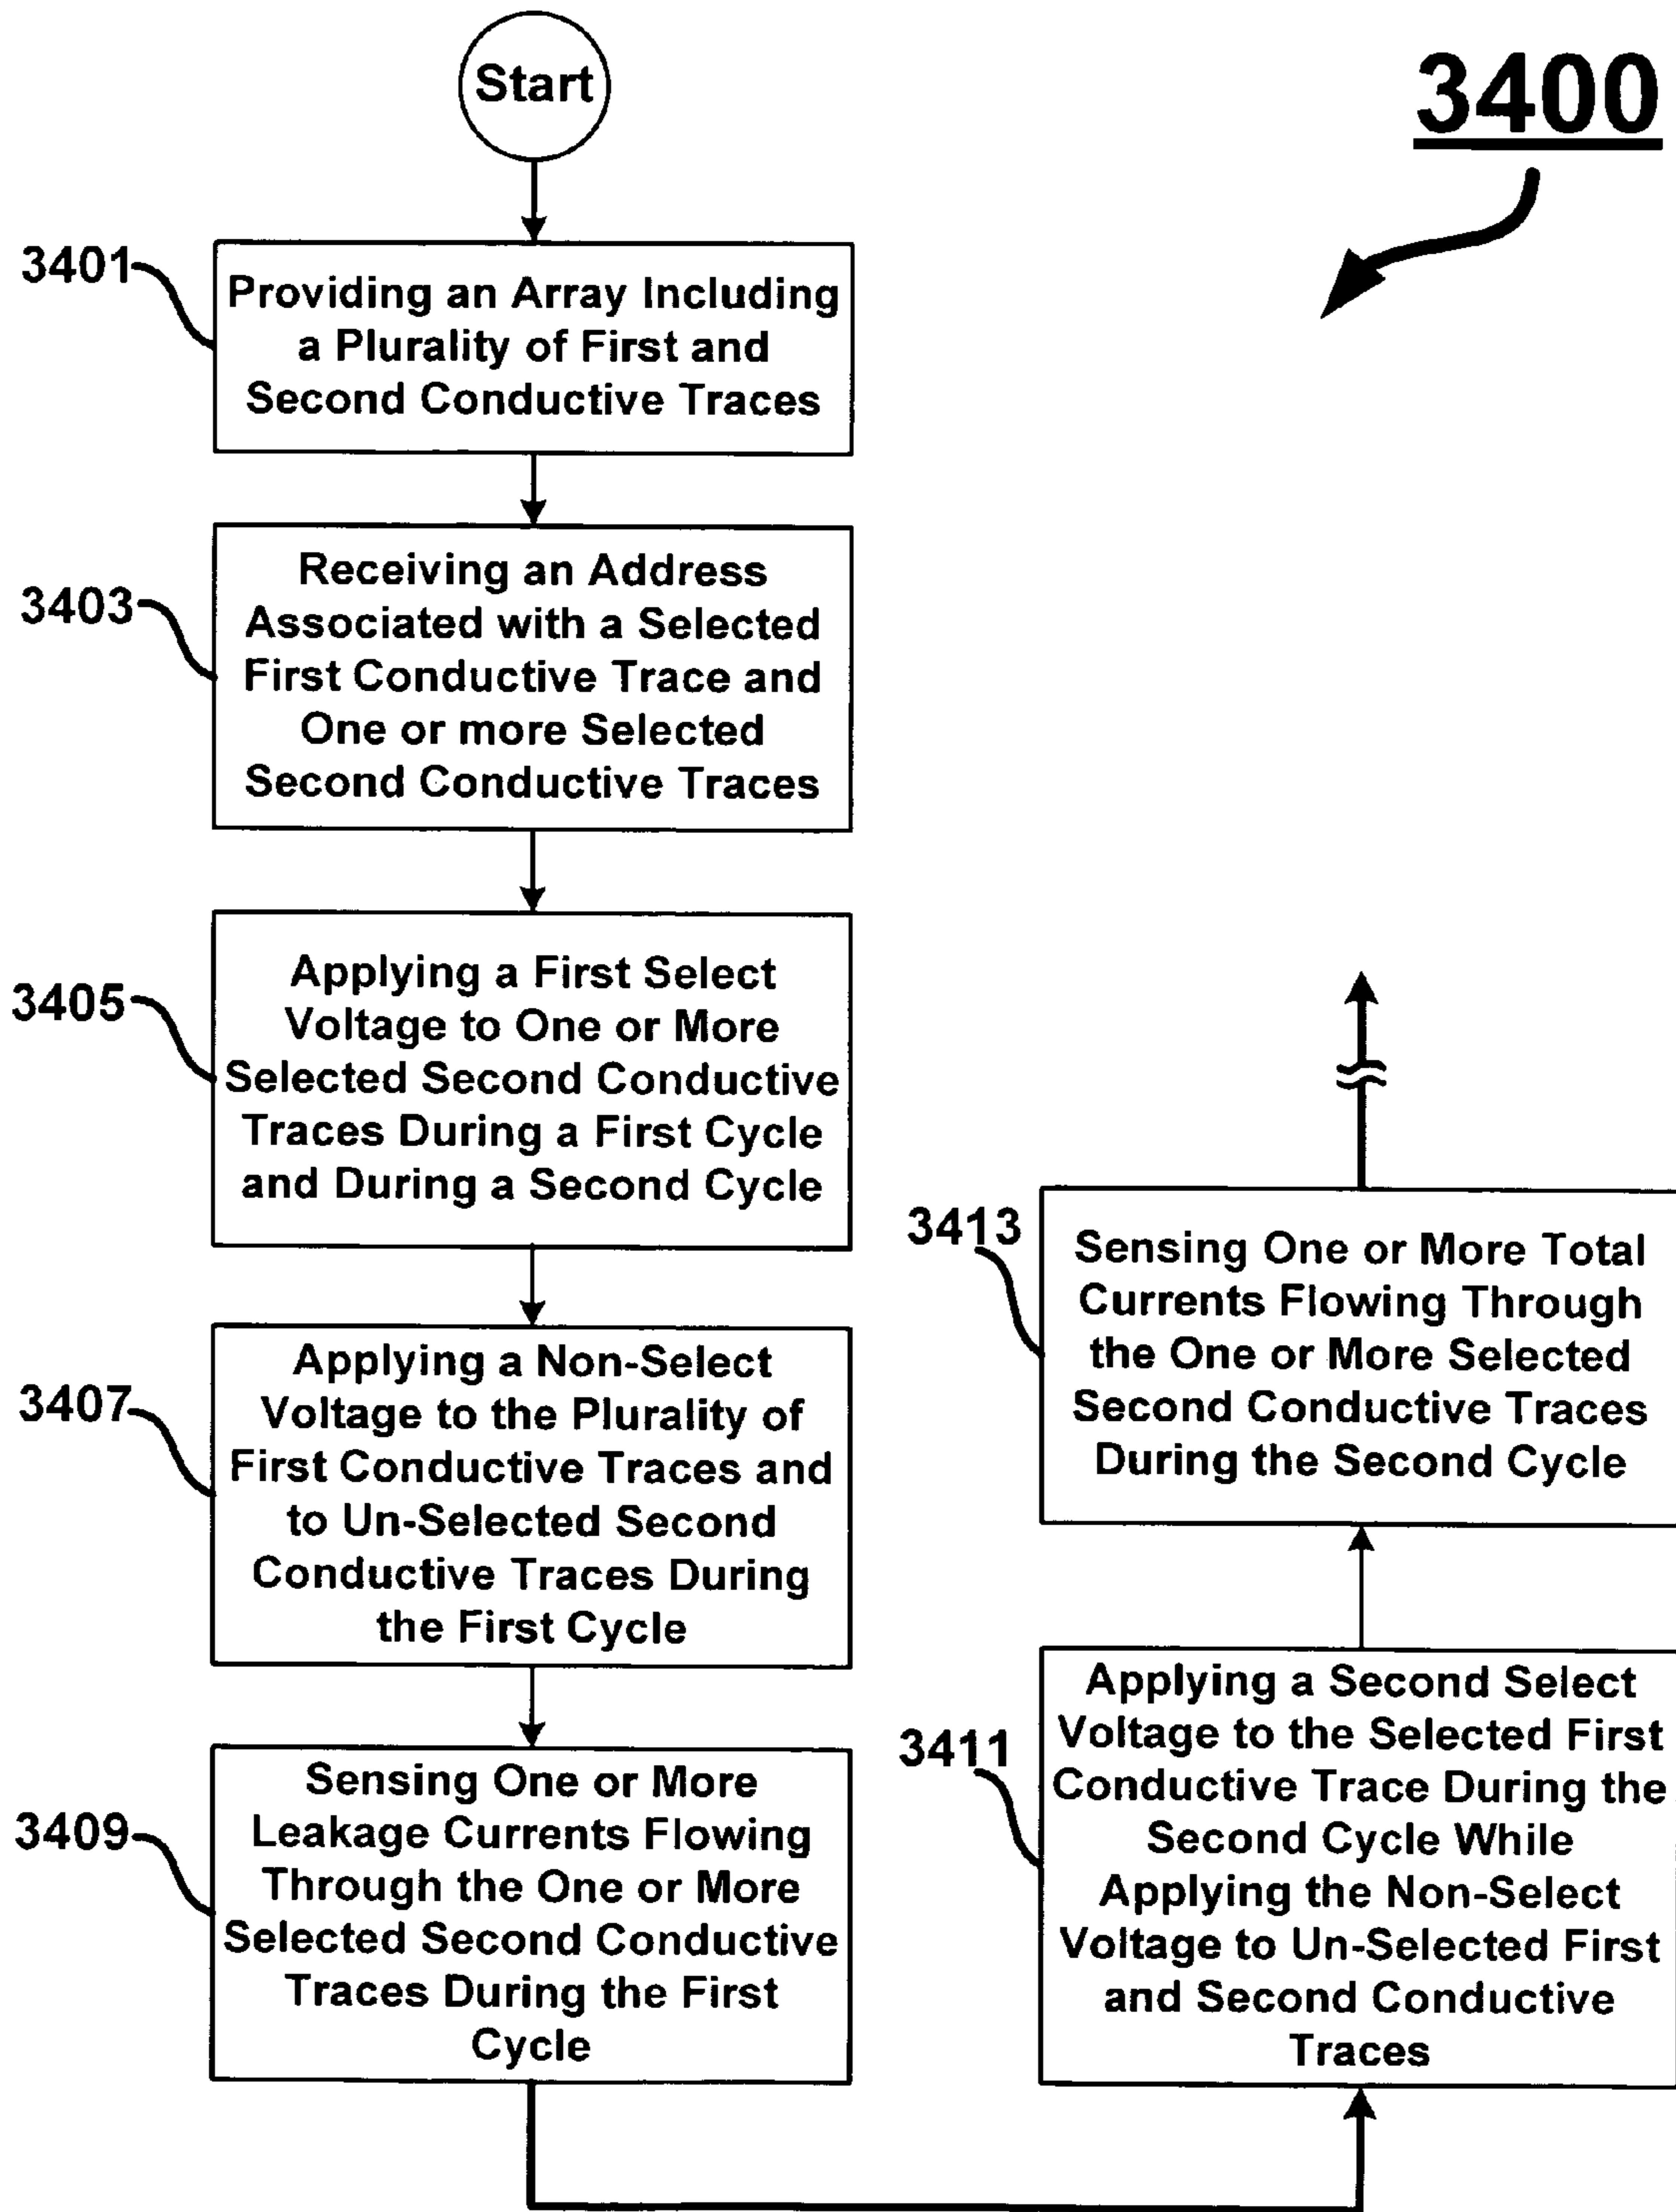 Start
3400
3401
Providing an Array Including
a Plurality of First and
Second Conductive Traces
3403
Receiving an Address
Associated with a Selected
First Conductive Trace and
One or more Selected
Second Conductive Traces
3405
Applying a First Select
Voltage to One or More
Selected Second Conductive
Traces During a First Cycle
and During a Second Cycle
3407
Applying a Non-Select
Voltage to the Plurality of
First Conductive Traces and
to Un-Selected Second
Conductive Traces During
the First Cycle
3409
Sensing One or More
Leakage Currents Flowing
Through the One or More
Selected Second Conductive
Traces During the First
Cycle
3411
Applying a Second Select
Voltage to the Selected First
Conductive Trace During the
Second Cycle While
Applying the Non-Select
Voltage to Un-Selected First
and Second Conductive
Traces
3413
Sensing One or More Total
Currents Flowing Through
the One or More Selected
Second Conductive Traces
During the Second Cycle